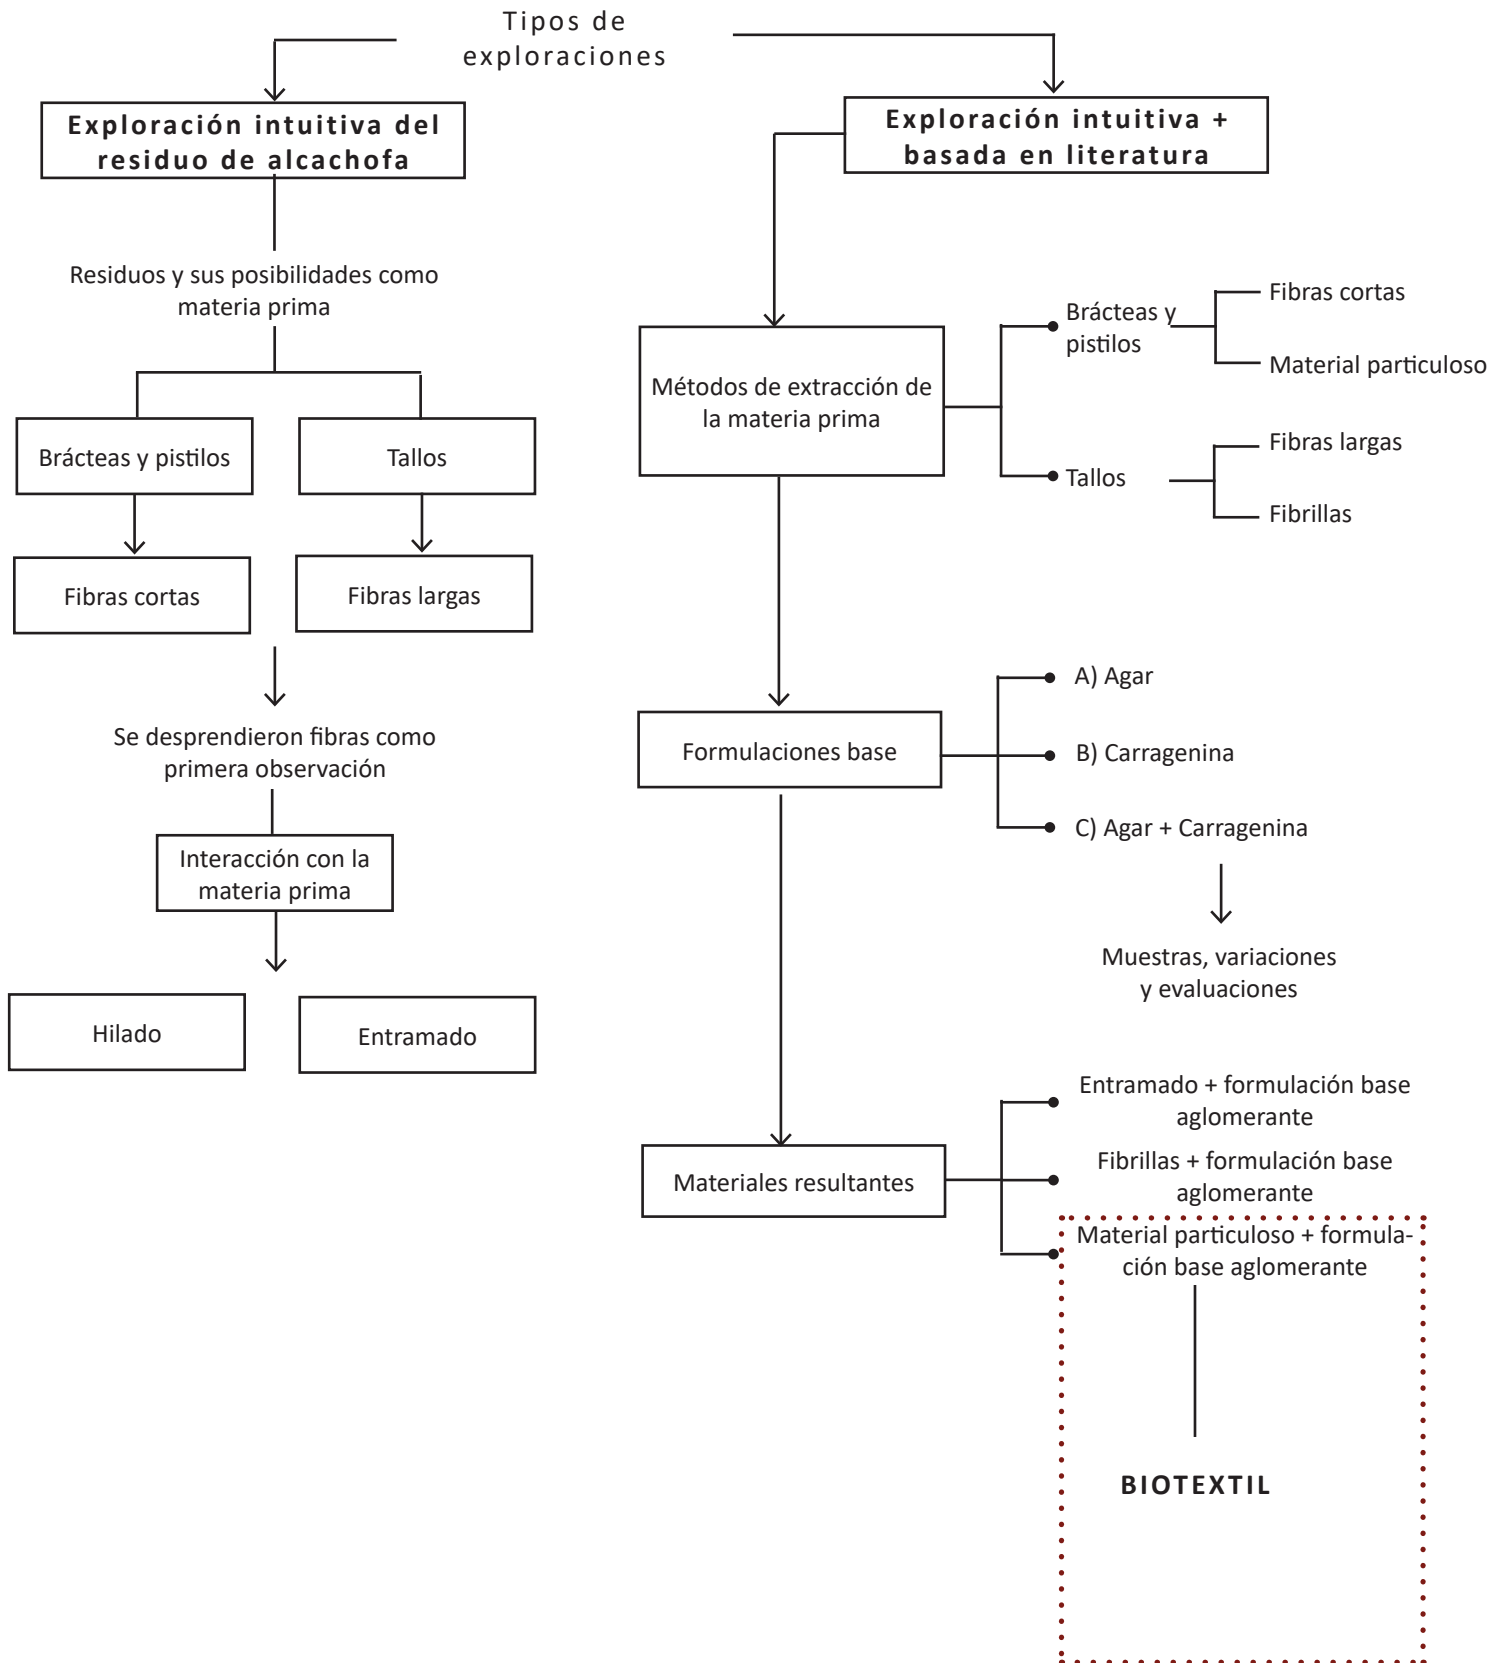 Tipos de
exploraciones
Exploración intuitiva del
residuo de alcachofa
Residuos y sus posibilidades como
materia prima
Brácteas y pistilos
Tallos
Fibras cortas
Fibras largas
Se desprendieron fibras como
primera observación
Interacción con la
materia prima
Hilado
Entramado
Exploración intuitiva +
basada en literatura
Métodos de extracción de
la materia prima
Brácteas y
pistilos
Fibras cortas
Material particuloso
Tallos
Fibras largas
Fibrillas
Formulaciones base
A) Agar
B) Carragenina
C) Agar + Carragenina
Muestras, variaciones
y evaluaciones
Materiales resultantes
Entramado + formulación base
aglomerante
Fibrillas + formulación base
aglomerante
Material particuloso + formula-
ción base aglomerante
BIOTEXTIL